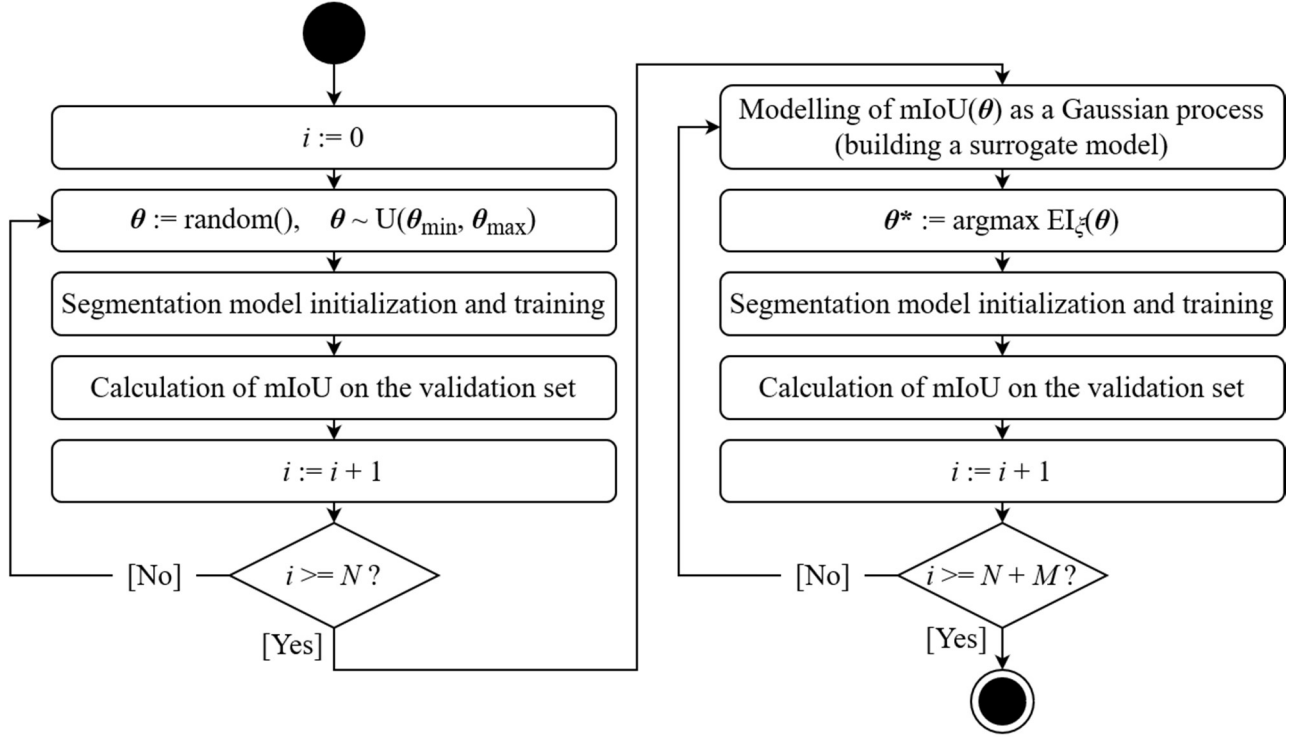 i := 0
θ := random(), θ ~ U(θmin, θmax)
Segmentation model initialization and training
Calculation of mIoU on the validation set
i := i + 1
i >= N ?
[No]
[Yes]
Modelling of mIoU(θ) as a Gaussian process
(building a surrogate model)
θ* := argmax EIξ(θ)
Segmentation model initialization and training
Calculation of mIoU on the validation set
i := i + 1
i >= N + M ?
[No]
[Yes]